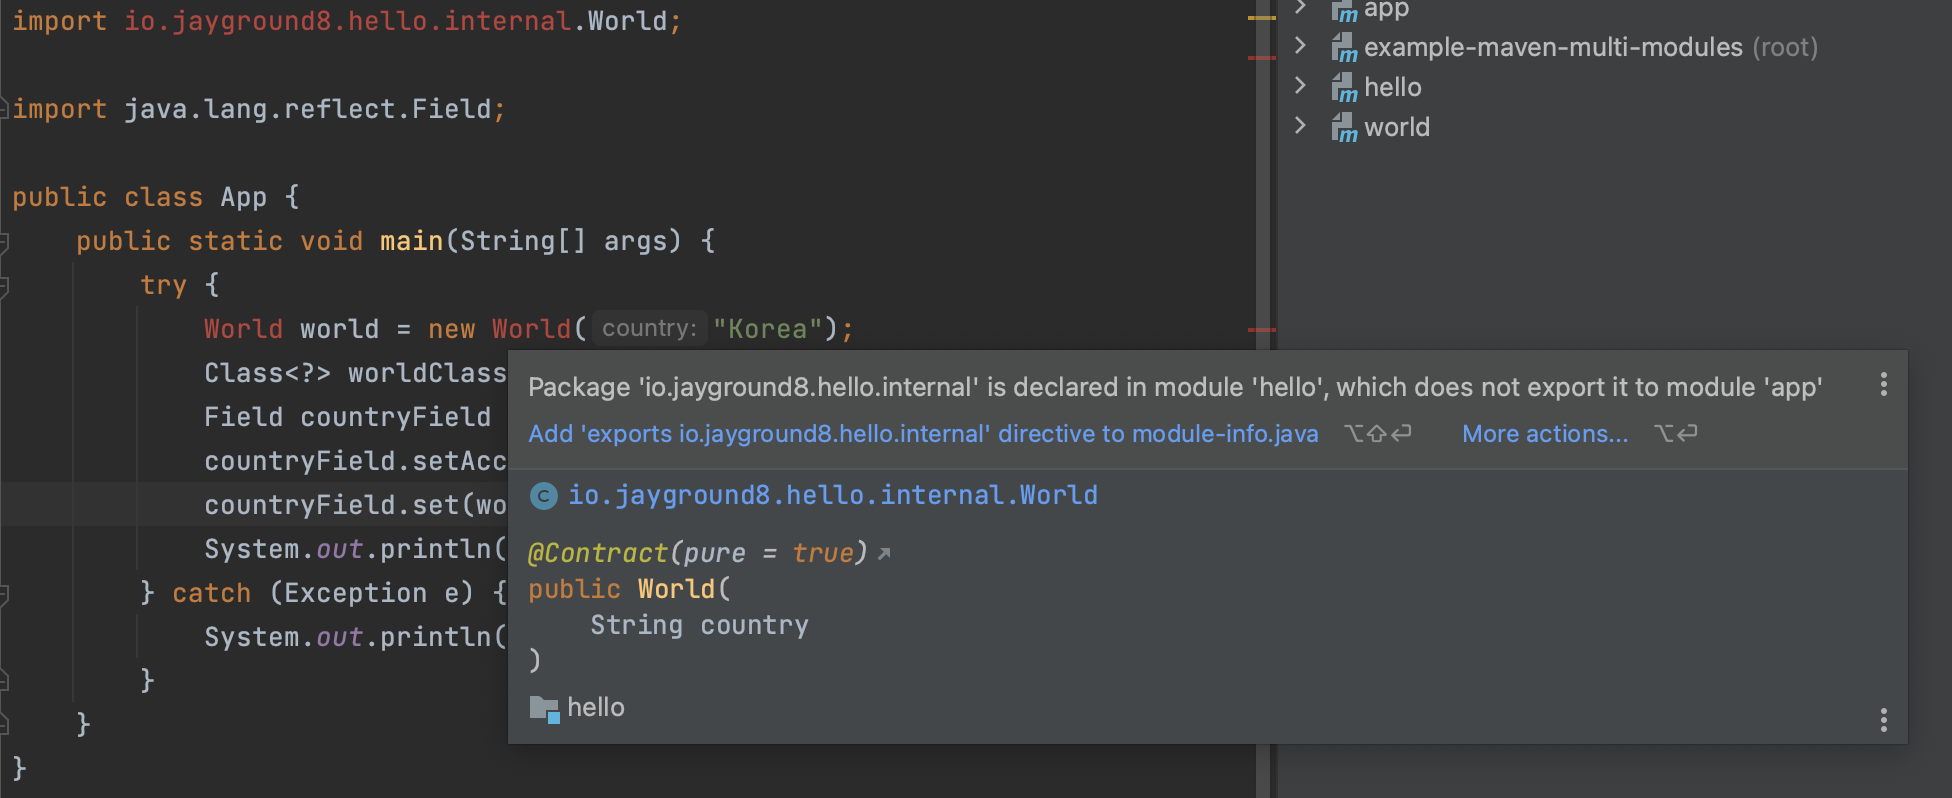 import io.jayground8.hello.internal.World;
import java.lang.reflect.Field;
public class App {
public static void main(String[] args) {
try {
World world = new World( country: "Korea");
Class<?> worldClass
Field countryField
countryField.setAcc
countryField.set(wo
System.out.println(
} catch (Exception e) {
System.out.println(
}
}
}
app
example-maven-multi-modules (root)
hello
world
Package 'io.jayground8.hello.internal' is declared in module 'hello', which does not export it to module 'app'
Add 'exports io.jayground8.hello.internal' directive to module-info.java ⌥⇧⏎ More actions... ⌥⏎
C io.jayground8.hello.internal.World
@Contract(pure = true)
public World(
String country
)
hello